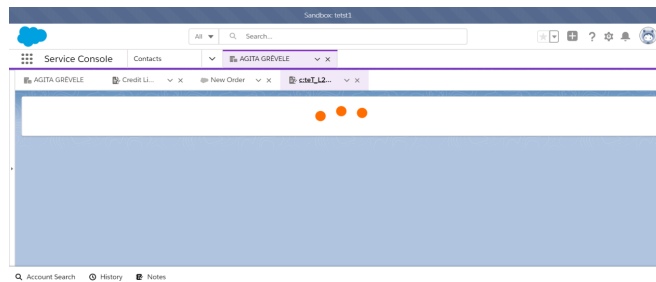 Sandbox: tetst1
All Search...
Service Console Contacts AGITA GRĒVELE
AGITA GRĒVELE Credit Li... New Order c:teT_L2...
Account Search History Notes